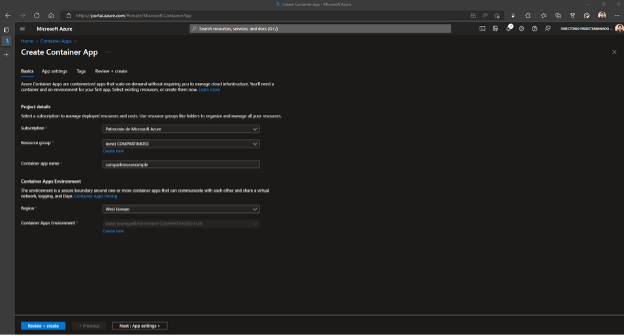 Create Container App - Microsoft Azure
https://portal.azure.com/#create/Microsoft.ContainerApp
Microsoft Azure
Search resources, services, and docs (G+/)
Home > Container Apps >
Create Container App
Basics App settings Tags Review + create
Azure Container Apps are containerized apps that scale on demand without requiring you to manage cloud infrastructure. You'll need a
container and an environment for your first app. Select existing resources, or create them now. Learn more
Project details
Select a subscription to manage deployed resources and costs. Use resource groups like folders to organize and manage all your resources.
Subscription *
Patrocinio de Microsoft Azure
Resource group *
(new) COMPARTIMOSS
Create new
Container app name *
compartimossexample
Container Apps Environment
The environment is a secure boundary around one or more container apps that can communicate with each other and share a virtual
network, logging, and Dapr. Container Apps Pricing
Region *
West Europe
Container Apps Environment *
Create new
Review + create < Previous Next : App settings >